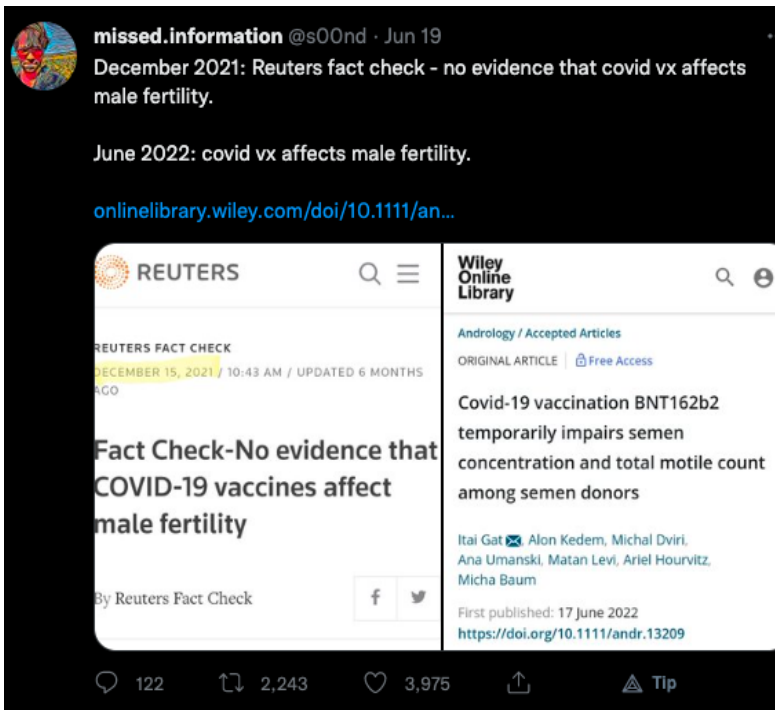 missed.information @s00nd · Jun 19
December 2021: Reuters fact check - no evidence that covid vx affects
male fertility.
June 2022: covid vx affects male fertility.
onlinelibrary.wiley.com/doi/10.1111/an...
REUTERS
REUTERS FACT CHECK
DECEMBER 15, 2021 / 10:43 AM / UPDATED 6 MONTHS
AGO
Fact Check-No evidence that
COVID-19 vaccines affect
male fertility
By Reuters Fact Check
Wiley
Online
Library
Andrology / Accepted Articles
ORIGINAL ARTICLE Free Access
Covid-19 vaccination BNT162b2
temporarily impairs semen
concentration and total motile count
among semen donors
Itai Gat, Alon Kedem, Michal Dviri,
Ana Umanski, Matan Levi, Ariel Hourvitz,
Micha Baum
First published: 17 June 2022
https://doi.org/10.1111/andr.13209
122 2,243 3,975 Tip